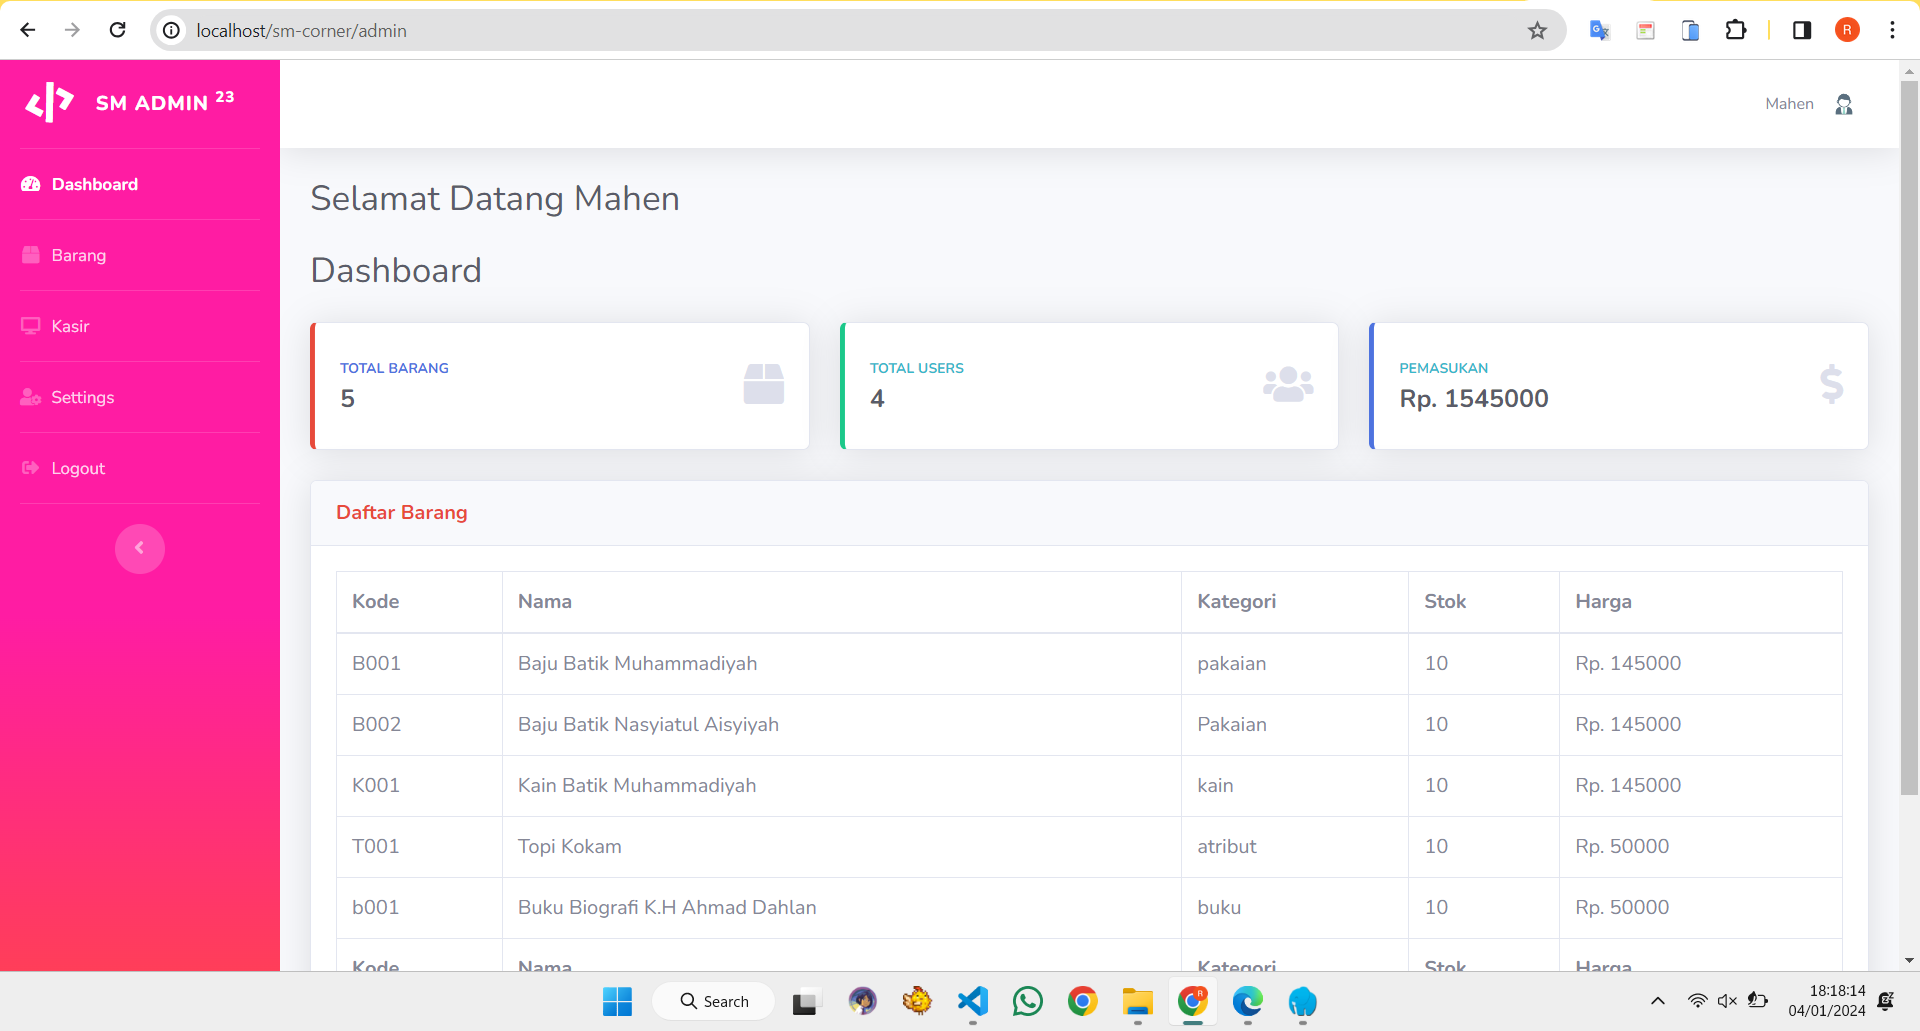 localhost/sm-corner/admin
R
SM ADMIN 23
Mahen
Dashboard
Barang
Kasir
Settings
Logout
Selamat Datang Mahen
Dashboard
TOTAL BARANG
5
TOTAL USERS
4
PEMASUKAN
Rp. 1545000
Daftar Barang
Kode Nama Kategori Stok Harga
B001 Baju Batik Muhammadiyah pakaian 10 Rp. 145000
B002 Baju Batik Nasyiatul Aisyiyah Pakaian 10 Rp. 145000
K001 Kain Batik Muhammadiyah kain 10 Rp. 145000
T001 Topi Kokam atribut 10 Rp. 50000
b001 Buku Biografi K.H Ahmad Dahlan buku 10 Rp. 50000
Kode Nama Kategori Stok Harga
Search
18:18:14
04/01/2024